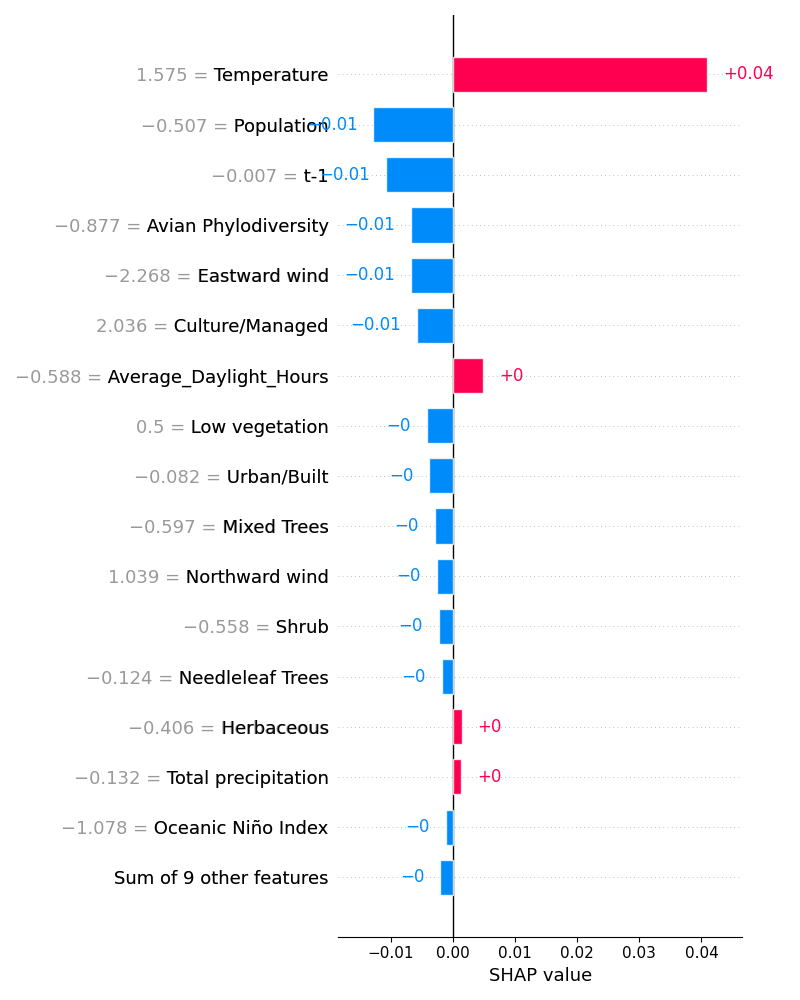 1.575 = Temperature +0.04
−0.507 = Population −0.01
−0.007 = t-1 −0.01
−0.877 = Avian Phylodiversity −0.01
−2.268 = Eastward wind −0.01
2.036 = Culture/Managed −0.01
−0.588 = Average_Daylight_Hours +0
0.5 = Low vegetation −0
−0.082 = Urban/Built −0
−0.597 = Mixed Trees −0
1.039 = Northward wind −0
−0.558 = Shrub −0
−0.124 = Needleleaf Trees −0
−0.406 = Herbaceous +0
−0.132 = Total precipitation +0
−1.078 = Oceanic Niño Index −0
Sum of 9 other features −0
−0.01 0.00 0.01 0.02 0.03 0.04
SHAP value